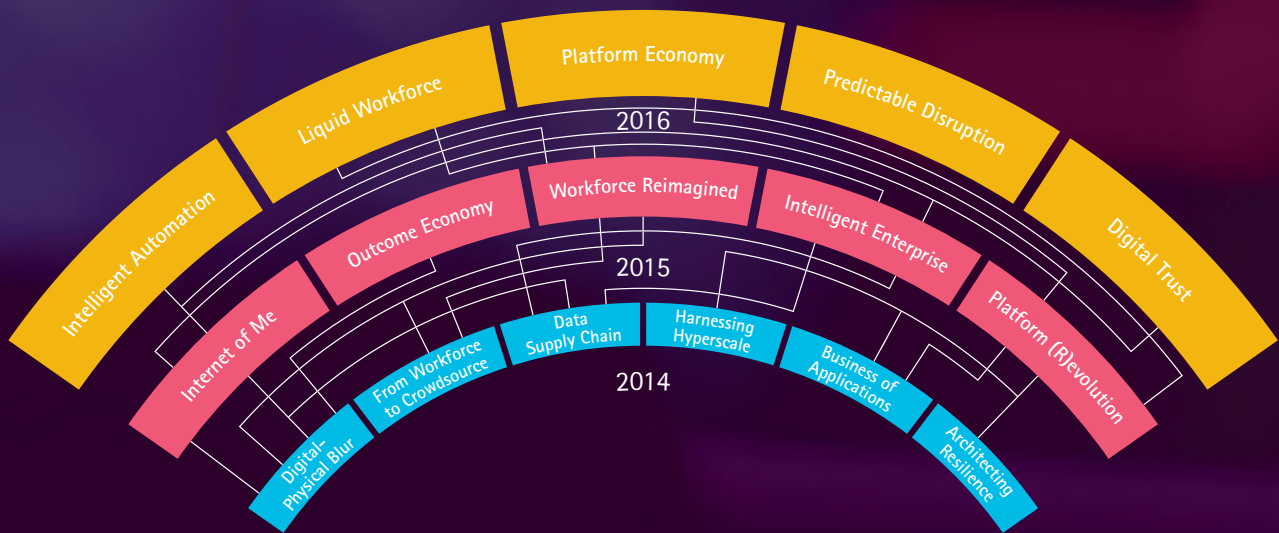 Intelligent Automation
Liquid Workforce
Platform Economy
Predictable Disruption
Digital Trust
2016
Internet of Me
Outcome Economy
Workforce Reimagined
Intelligent Enterprise
Platform (R)evolution
2015
Digital-
Physical Blur
From Workforce
to Crowdsource
Data
Supply Chain
Harnessing
Hyperscale
Business of
Applications
Architecting
Resilience
2014